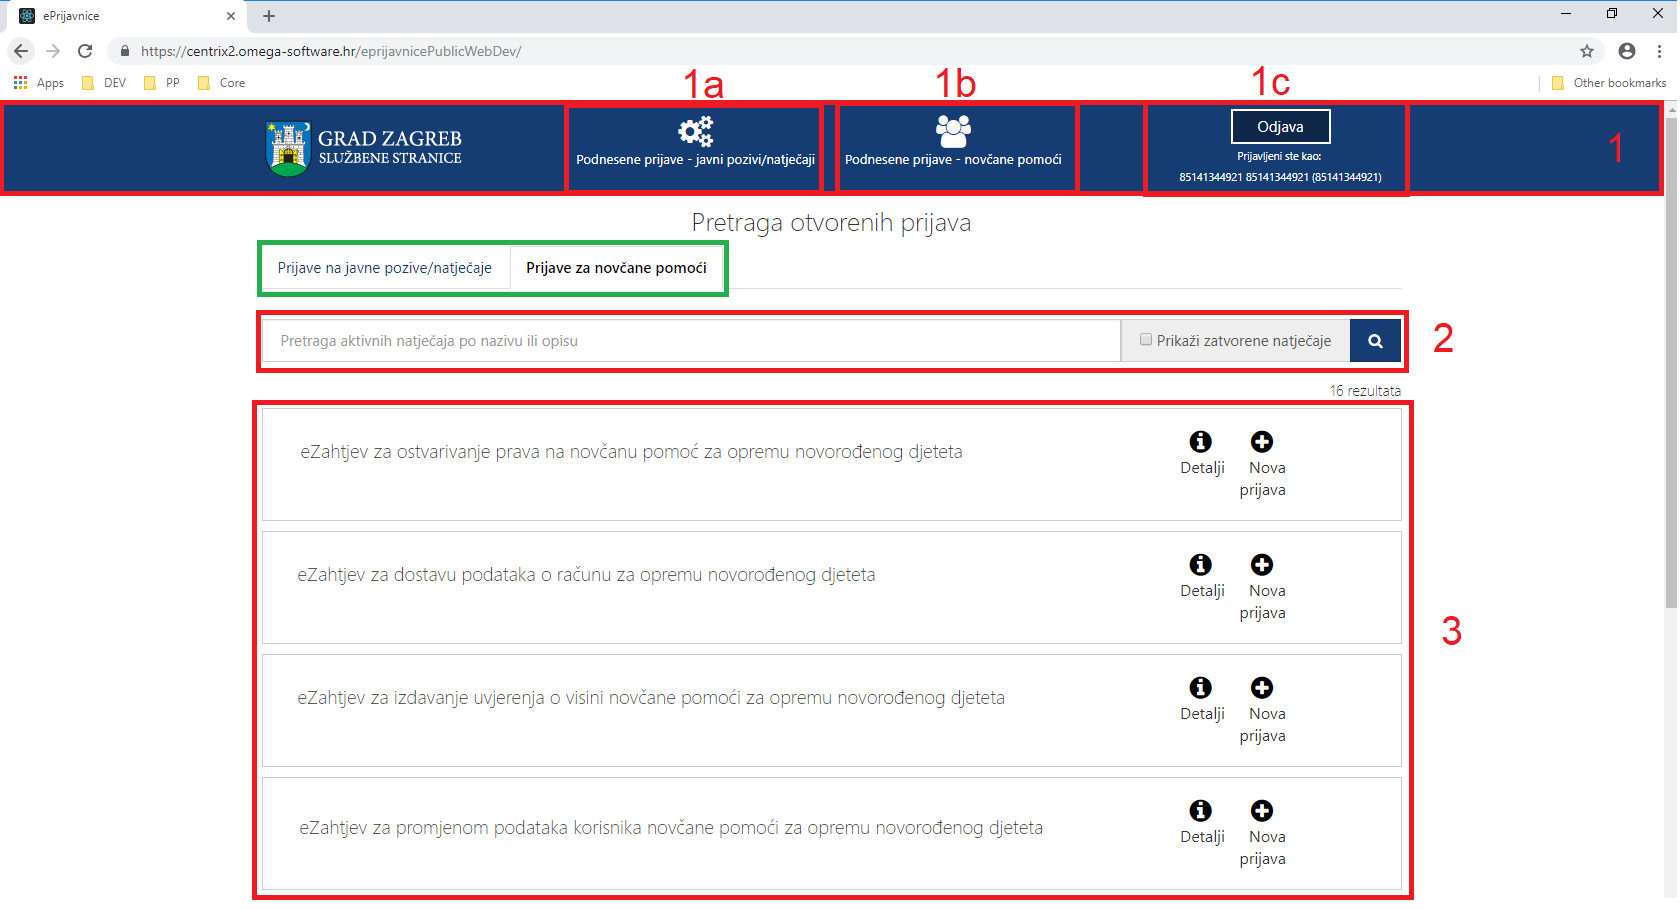 ePrijavnice
https://centrix2.omega-software.hr/eprijavnicePublicWebDev/
Apps DEV PP Core Other bookmarks
1a 1b 1c
GRAD ZAGREB
SLUŽBENE STRANICE
Podnesene prijave - javni pozivi/natječaji
Podnesene prijave - novčane pomoći
Odjava
Prijavljeni ste kao:
85141344921 85141344921 (85141344921)
1
Pretraga otvorenih prijava
Prijave na javne pozive/natječaje Prijave za novčane pomoći
Pretraga aktivnih natječaja po nazivu ili opisu Prikaži zatvorene natječaje
2
16 rezultata
eZahtjev za ostvarivanje prava na novčanu pomoć za opremu novorođenog djeteta
Detalji Nova
prijava
eZahtjev za dostavu podataka o računu za opremu novorođenog djeteta
Detalji Nova
prijava
3
eZahtjev za izdavanje uvjerenja o visini novčane pomoći za opremu novorođenog djeteta
Detalji Nova
prijava
eZahtjev za promjenom podataka korisnika novčane pomoći za opremu novorođenog djeteta
Detalji Nova
prijava